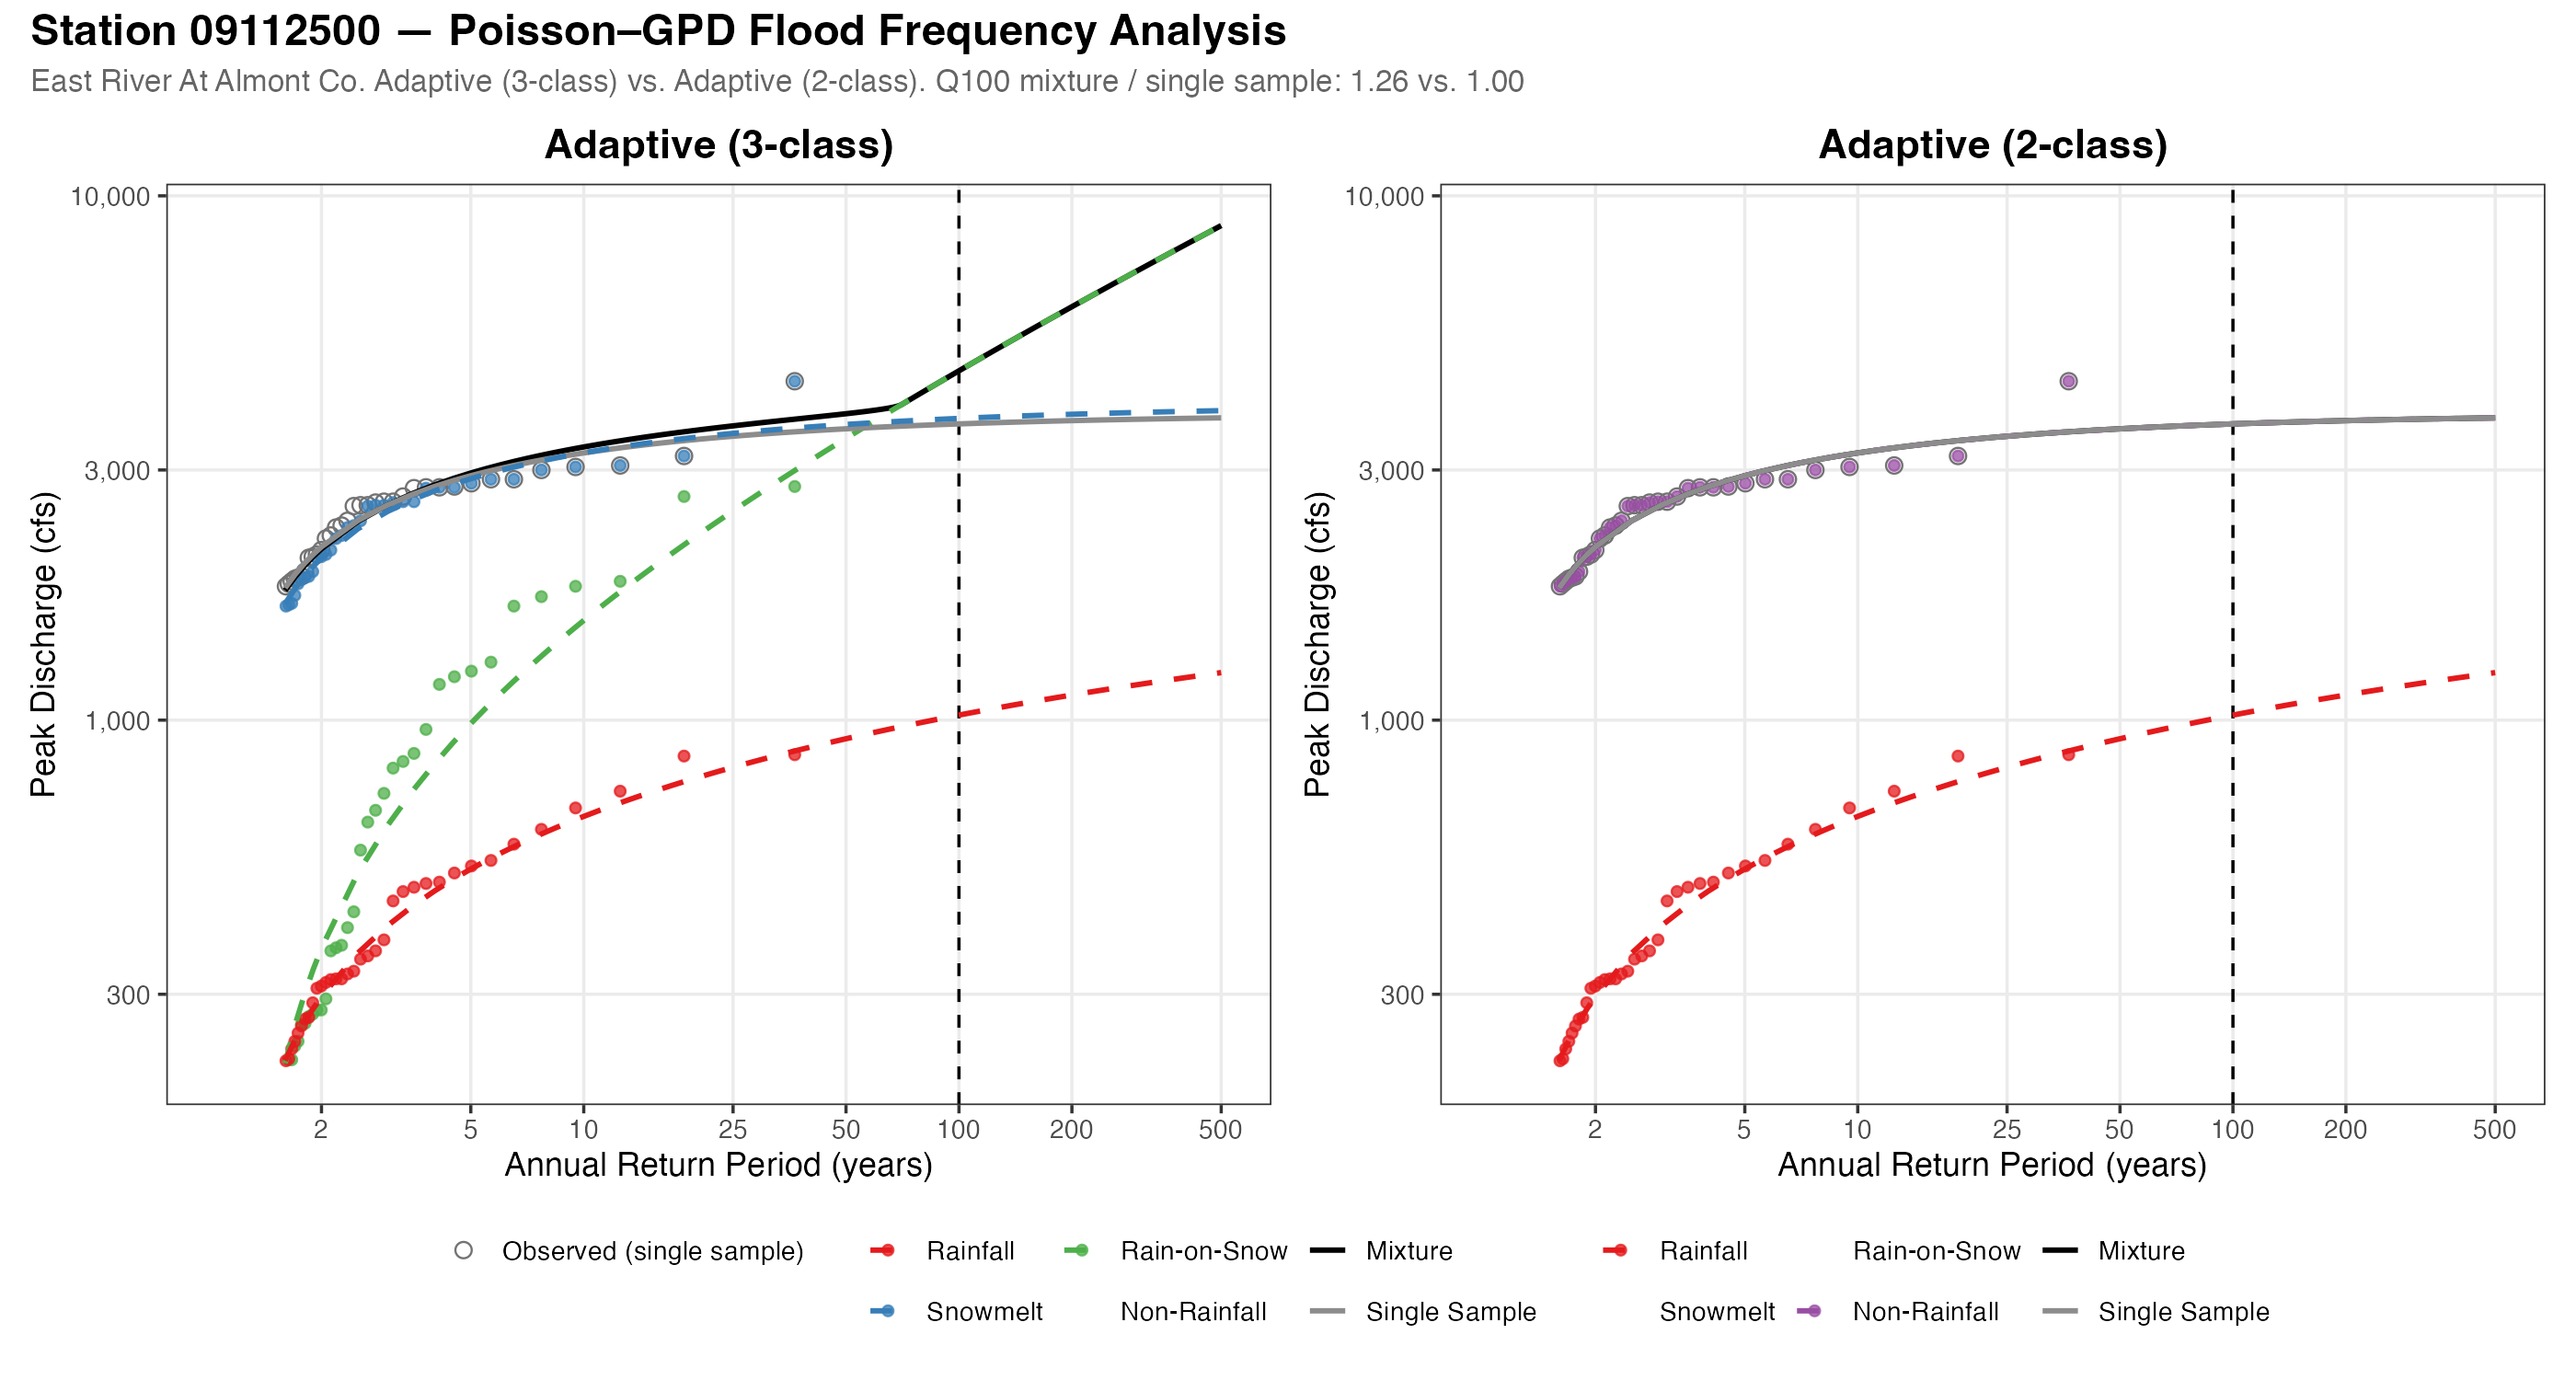 Station 09112500 — Poisson–GPD Flood Frequency Analysis
East River At Almont Co. Adaptive (3-class) vs. Adaptive (2-class). Q100 mixture / single sample: 1.26 vs. 1.00
Adaptive (3-class)
10,000
3,000
1,000
300
Peak Discharge (cfs)
2 5 10 25 50 100 200 500
Annual Return Period (years)
Adaptive (2-class)
10,000
3,000
1,000
300
Peak Discharge (cfs)
2 5 10 25 50 100 200 500
Annual Return Period (years)
Observed (single sample) Rainfall Rain-on-Snow Mixture Rainfall Rain-on-Snow Mixture
Snowmelt Non-Rainfall Single Sample Snowmelt Non-Rainfall Single Sample